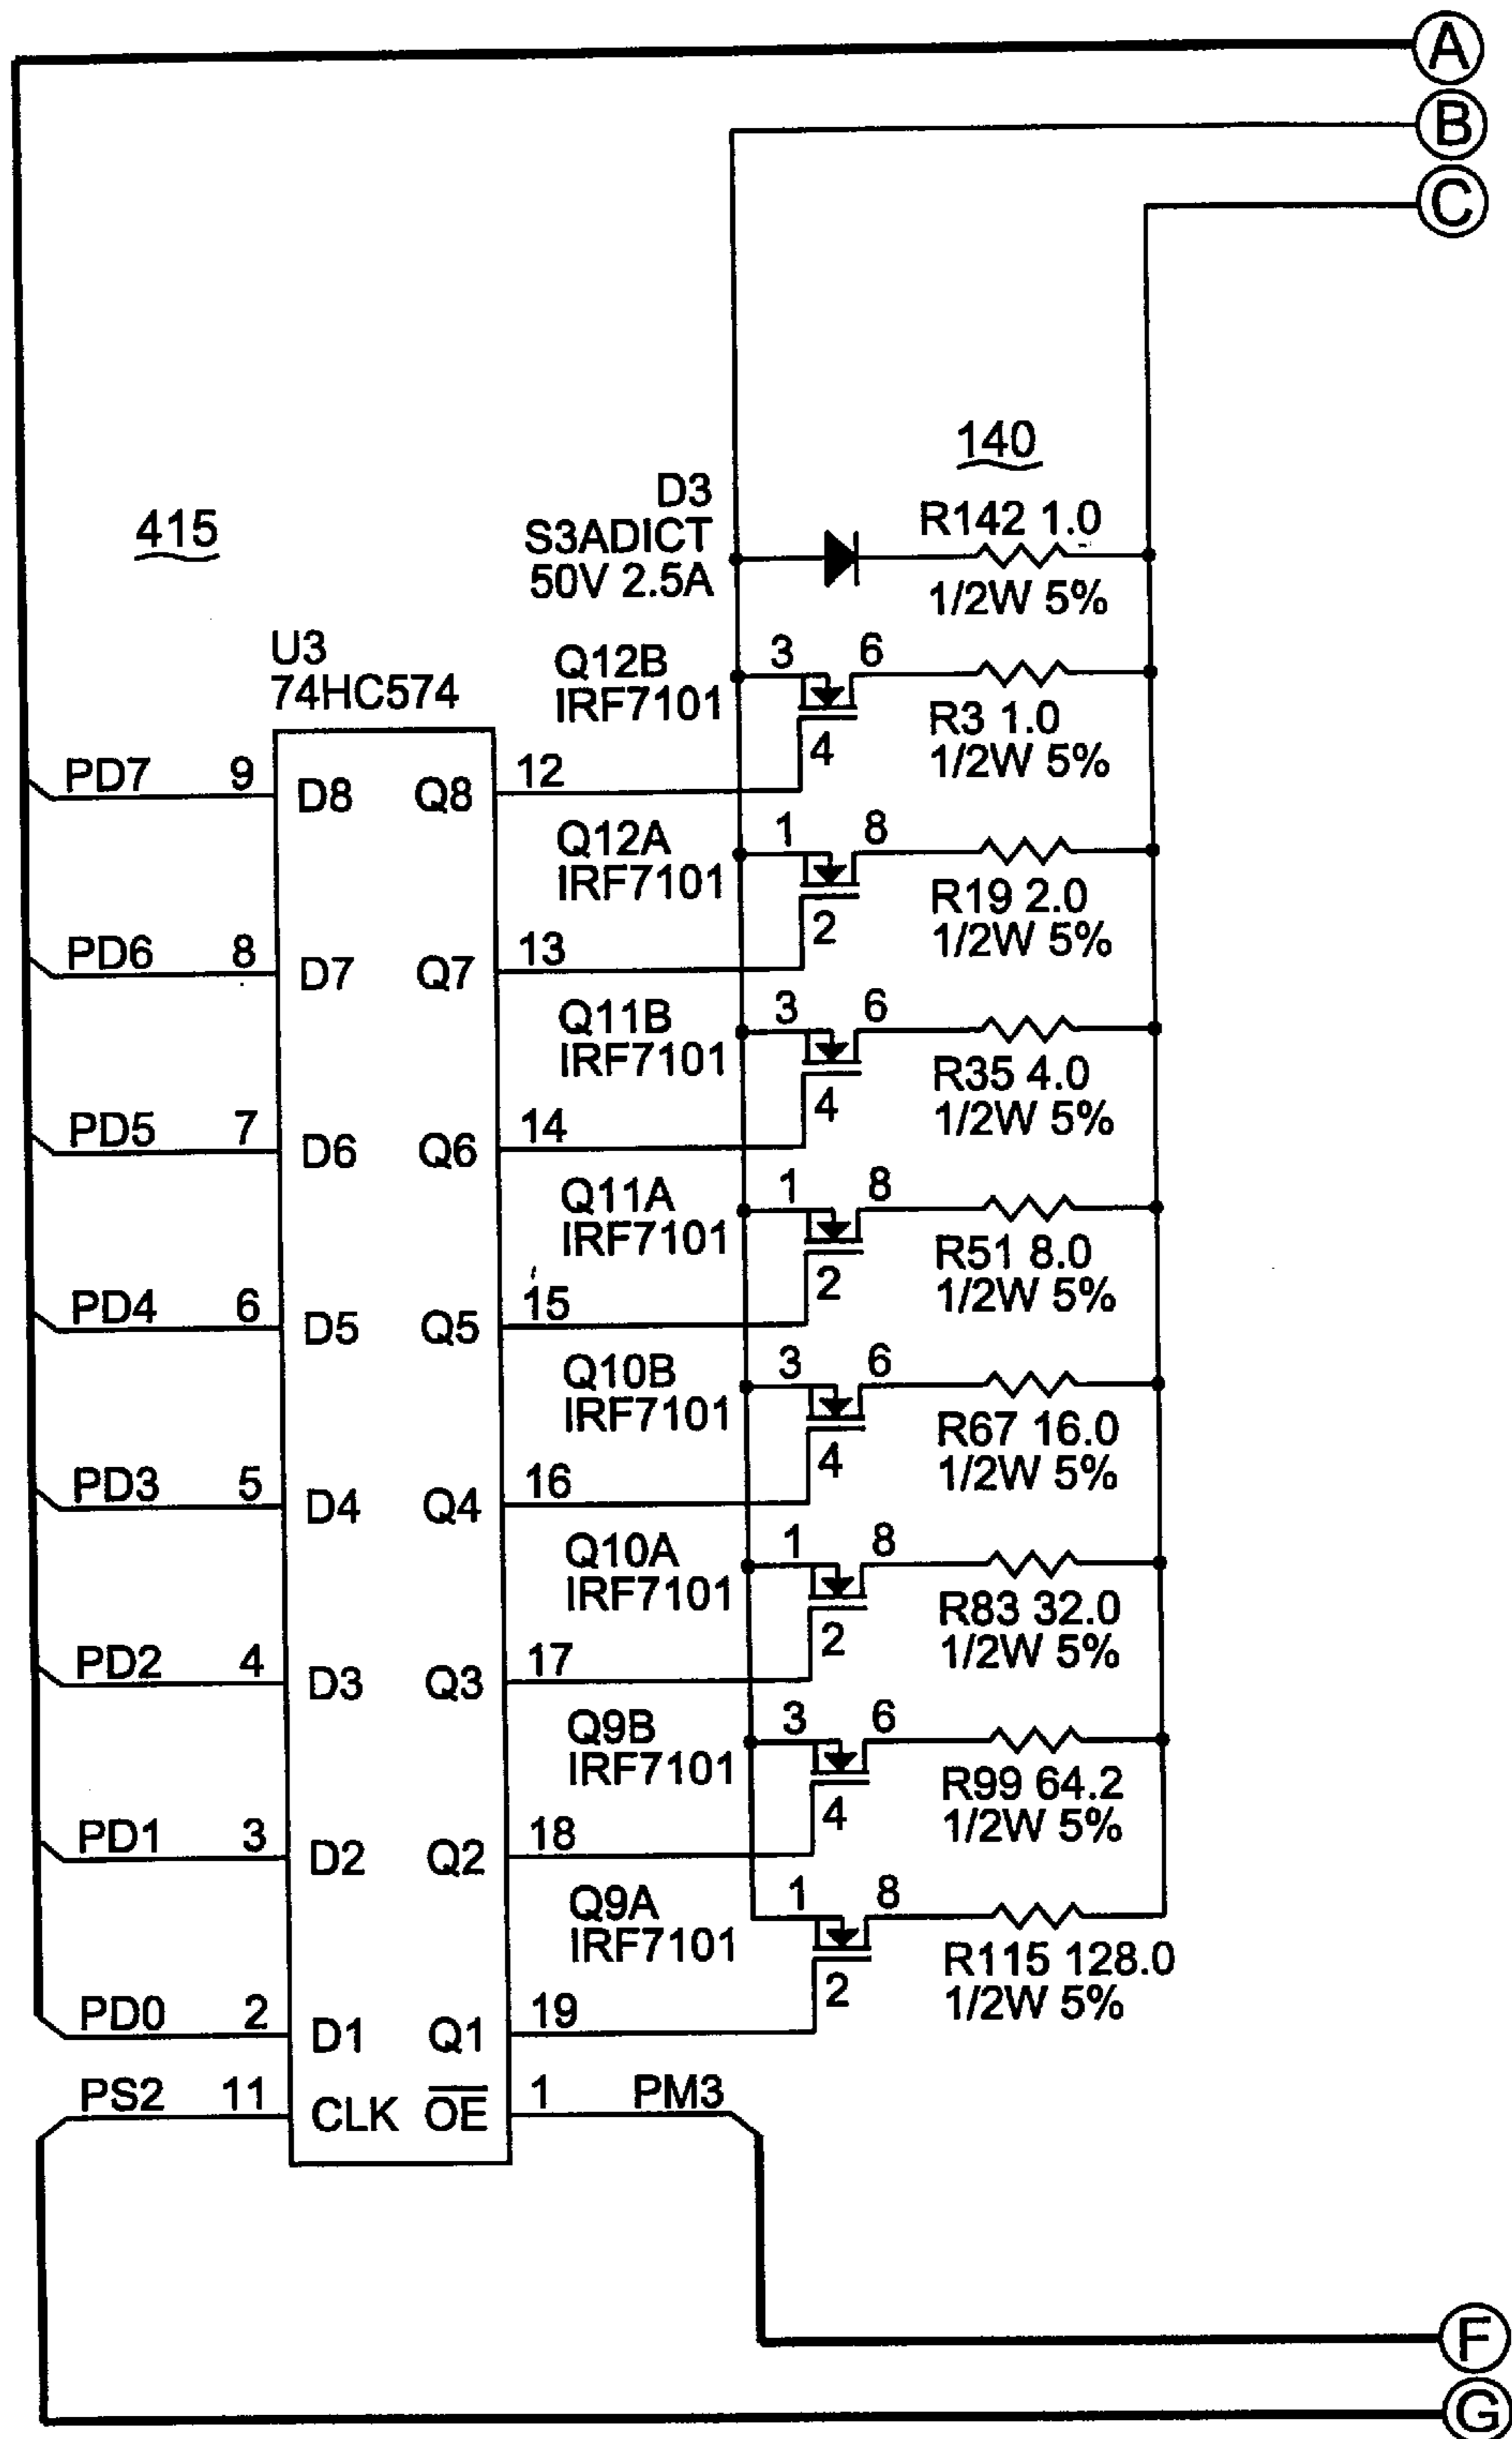 A
B
C
140
D3
S3ADICT
50V 2.5A
R142 1.0
1/2W 5%
415
U3
74HC574
Q12B
IRF7101
3 6
4
R3 1.0
1/2W 5%
PD7 9 D8 Q8 12
Q12A
IRF7101
1 8
2
R19 2.0
1/2W 5%
PD6 8 D7 Q7 13
Q11B
IRF7101
3 6
4
R35 4.0
1/2W 5%
PD5 7 D6 Q6 14
Q11A
IRF7101
1 8
2
R51 8.0
1/2W 5%
PD4 6 D5 Q5 15
Q10B
IRF7101
3 6
4
R67 16.0
1/2W 5%
PD3 5 D4 Q4 16
Q10A
IRF7101
1 8
2
R83 32.0
1/2W 5%
PD2 4 D3 Q3 17
Q9B
IRF7101
3 6
4
R99 64.2
1/2W 5%
PD1 3 D2 Q2 18
Q9A
IRF7101
1 8
2
R115 128.0
1/2W 5%
PD0 2 D1 Q1 19
PS2 11 CLK OE 1 PM3
F
G